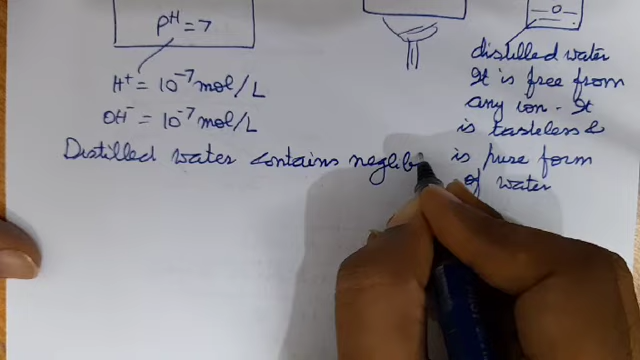 pH = 7
H+ = 10⁻⁷ mol/L
OH⁻ = 10⁻⁷ mol/L
Distilled water contains neglib
distilled water
It is free from
any ion. It
is tasteless &
is pure form
of water